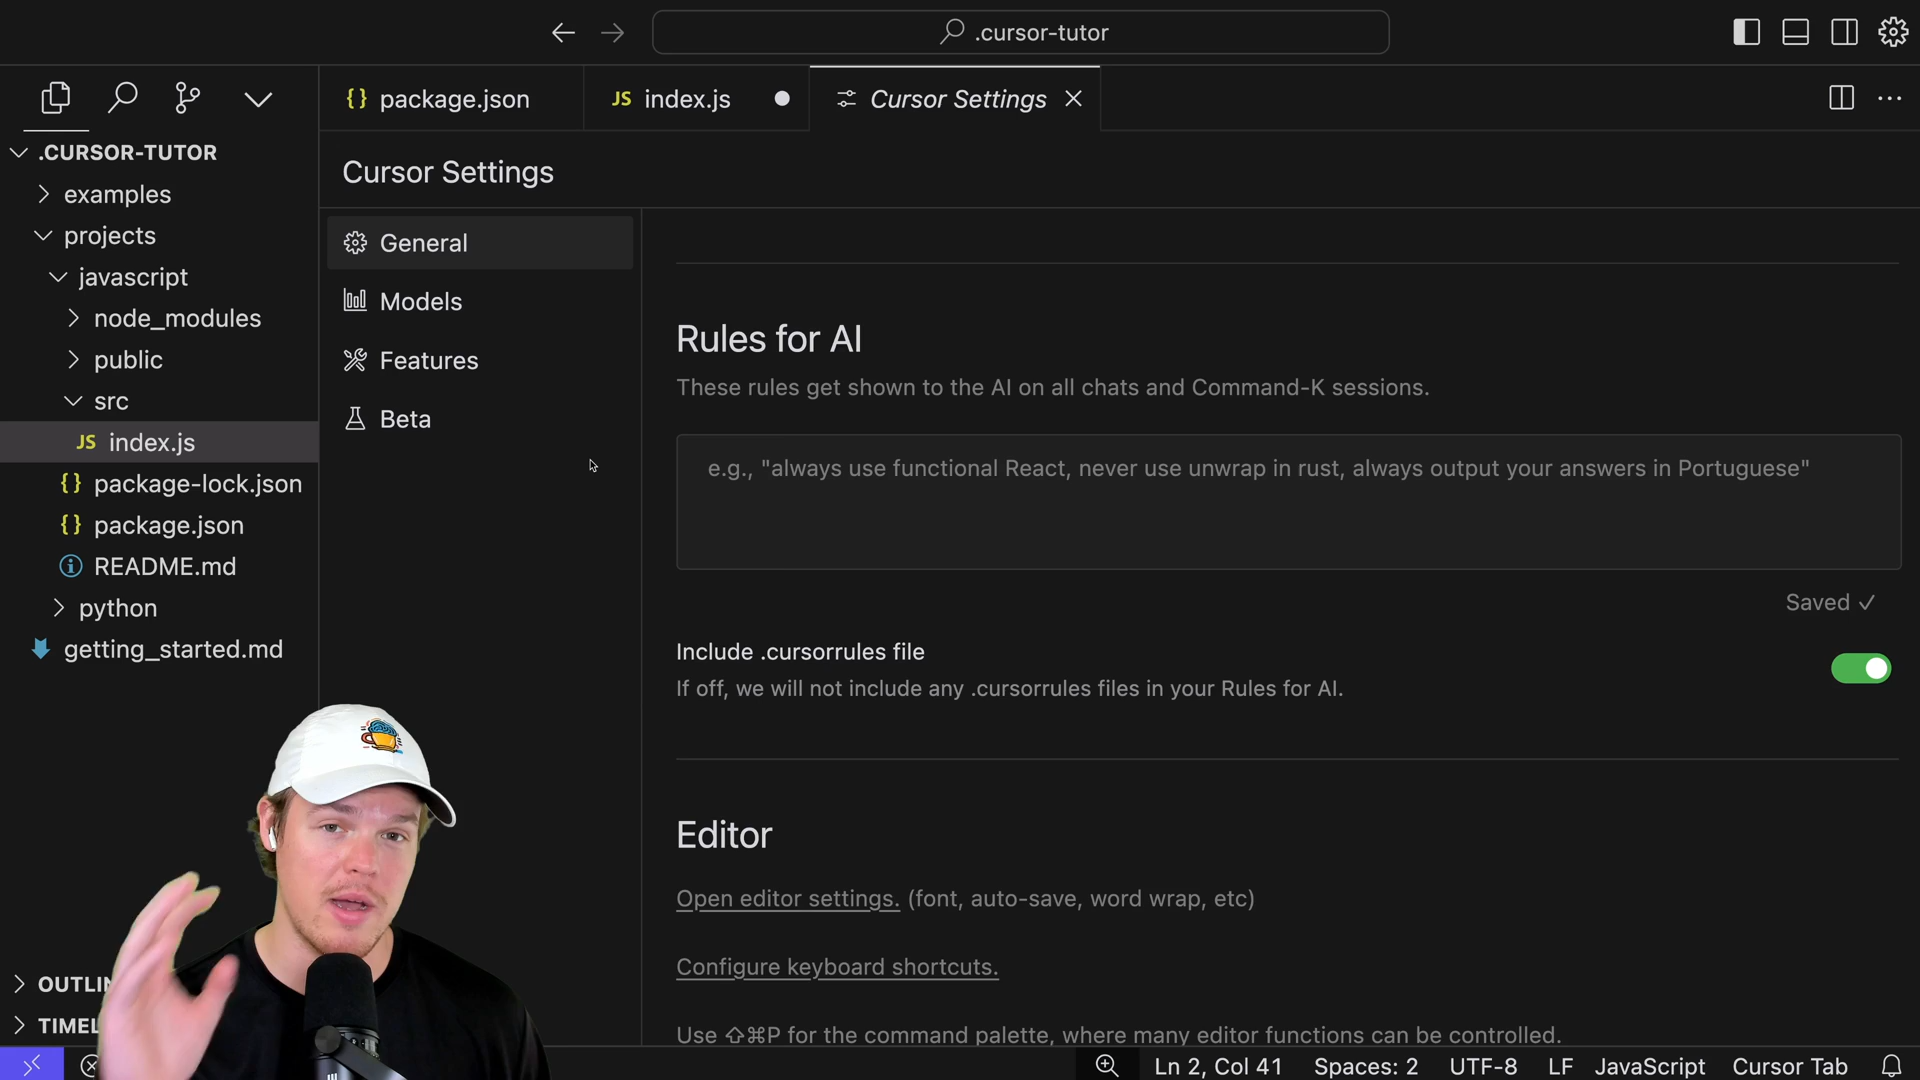 .cursor-tutor
package.json
JS index.js
Cursor Settings
.CURSOR-TUTOR
examples
projects
javascript
node_modules
public
src
JS index.js
package-lock.json
package.json
README.md
python
getting_started.md
OUTLIN
TIMEL
Cursor Settings
General
Models
Features
Beta
Rules for AI
These rules get shown to the AI on all chats and Command-K sessions.
e.g., "always use functional React, never use unwrap in rust, always output your answers in Portuguese"
Saved ✓
Include .cursorrules file
If off, we will not include any .cursorrules files in your Rules for AI.
Editor
Open editor settings. (font, auto-save, word wrap, etc)
Configure keyboard shortcuts.
Use ⇧⌘P for the command palette, where many editor functions can be controlled.
Ln 2, Col 41 Spaces: 2 UTF-8 LF JavaScript Cursor Tab